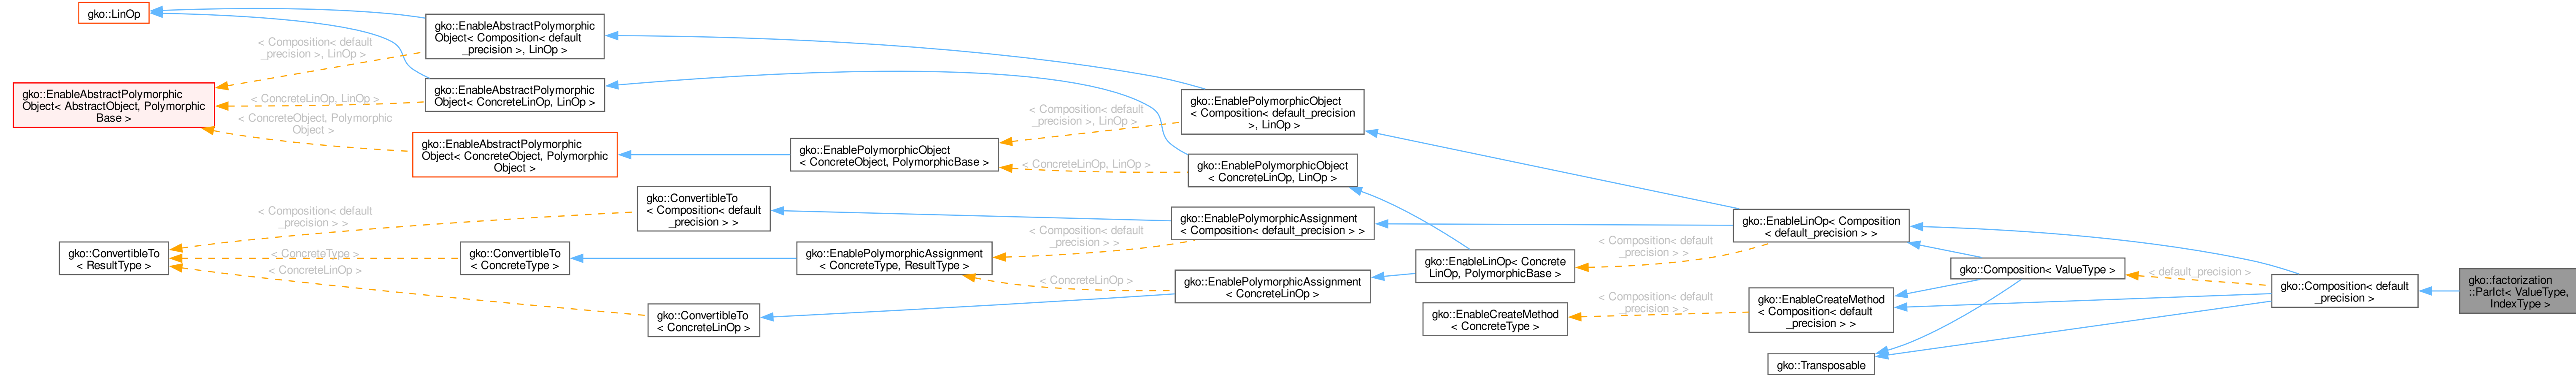 gko::LinOp
gko::EnableAbstractPolymorphic
Object< Composition< default
_precision >, LinOp >
< Composition< default
_precision >, LinOp >
gko::EnableAbstractPolymorphic
Object< AbstractObject, Polymorphic
Base >
gko::EnableAbstractPolymorphic
Object< ConcreteLinOp, LinOp >
< ConcreteLinOp, LinOp >
< ConcreteObject, Polymorphic
Object >
gko::EnableAbstractPolymorphic
Object< ConcreteObject, Polymorphic
Object >
gko::EnablePolymorphicObject
< ConcreteObject, PolymorphicBase >
< Composition< default
_precision >, LinOp >
< ConcreteLinOp, LinOp >
gko::EnablePolymorphicObject
< Composition< default_precision
>, LinOp >
gko::EnablePolymorphicObject
< ConcreteLinOp, LinOp >
gko::ConvertibleTo
< Composition< default
_precision > >
< Composition< default
_precision > >
gko::ConvertibleTo
< ResultType >
< ConcreteType >
< ConcreteLinOp >
gko::ConvertibleTo
< ConcreteType >
gko::ConvertibleTo
< ConcreteLinOp >
gko::EnablePolymorphicAssignment
< ConcreteType, ResultType >
< Composition< default
_precision > >
< ConcreteLinOp >
gko::EnablePolymorphicAssignment
< Composition< default_precision > >
gko::EnablePolymorphicAssignment
< ConcreteLinOp >
gko::EnableLinOp< Concrete
LinOp, PolymorphicBase >
< Composition< default
_precision > >
gko::EnableCreateMethod
< ConcreteType >
< Composition< default
_precision > >
gko::EnableLinOp< Composition
< default_precision > >
gko::EnableCreateMethod
< Composition< default
_precision > >
gko::Transposable
gko::Composition< ValueType >
< default_precision >
gko::Composition< default
_precision >
gko::factorization
::ParIct< ValueType,
IndexType >